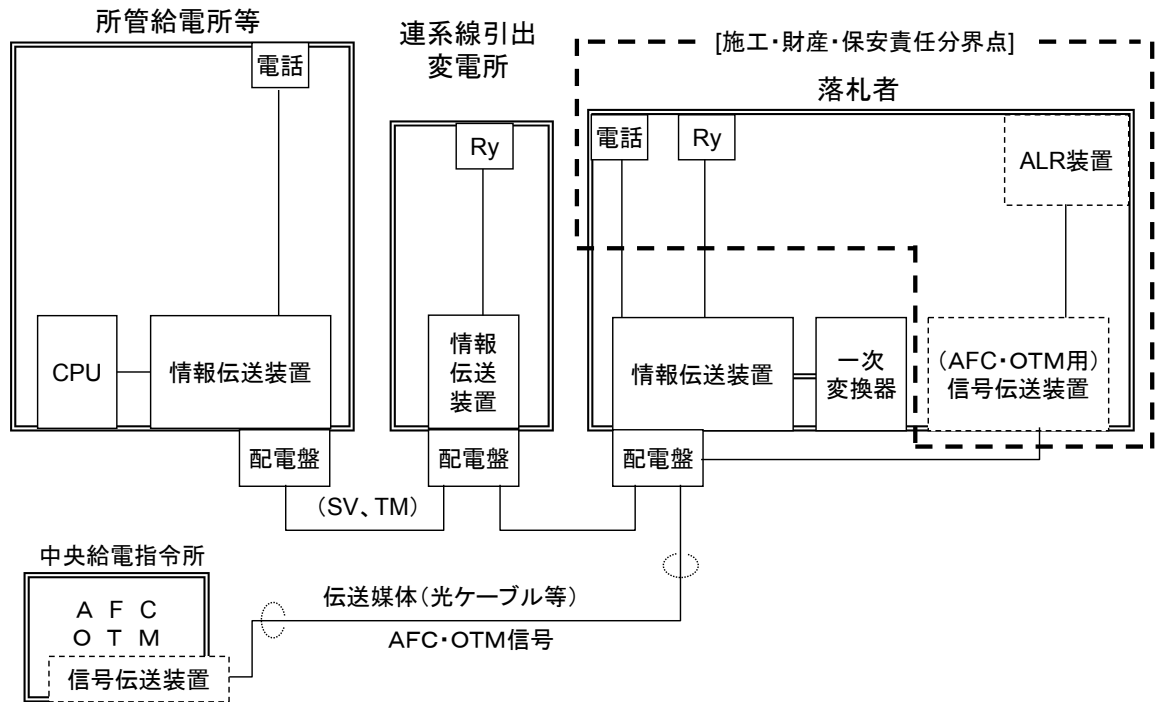 所管給電所等
電話
CPU
情報伝送装置
配電盤
連系線引出
変電所
Ry
情報
伝送
装置
配電盤
[施工・財産・保安責任分界点]
落札者
電話
Ry
ALR装置
情報伝送装置
一次
変換器
（AFC・OTM用）
信号伝送装置
配電盤
（SV、TM）
中央給電指令所
ＡＦＣ
ＯＴＭ
信号伝送装置
伝送媒体（光ケーブル等）
AFC・OTM信号